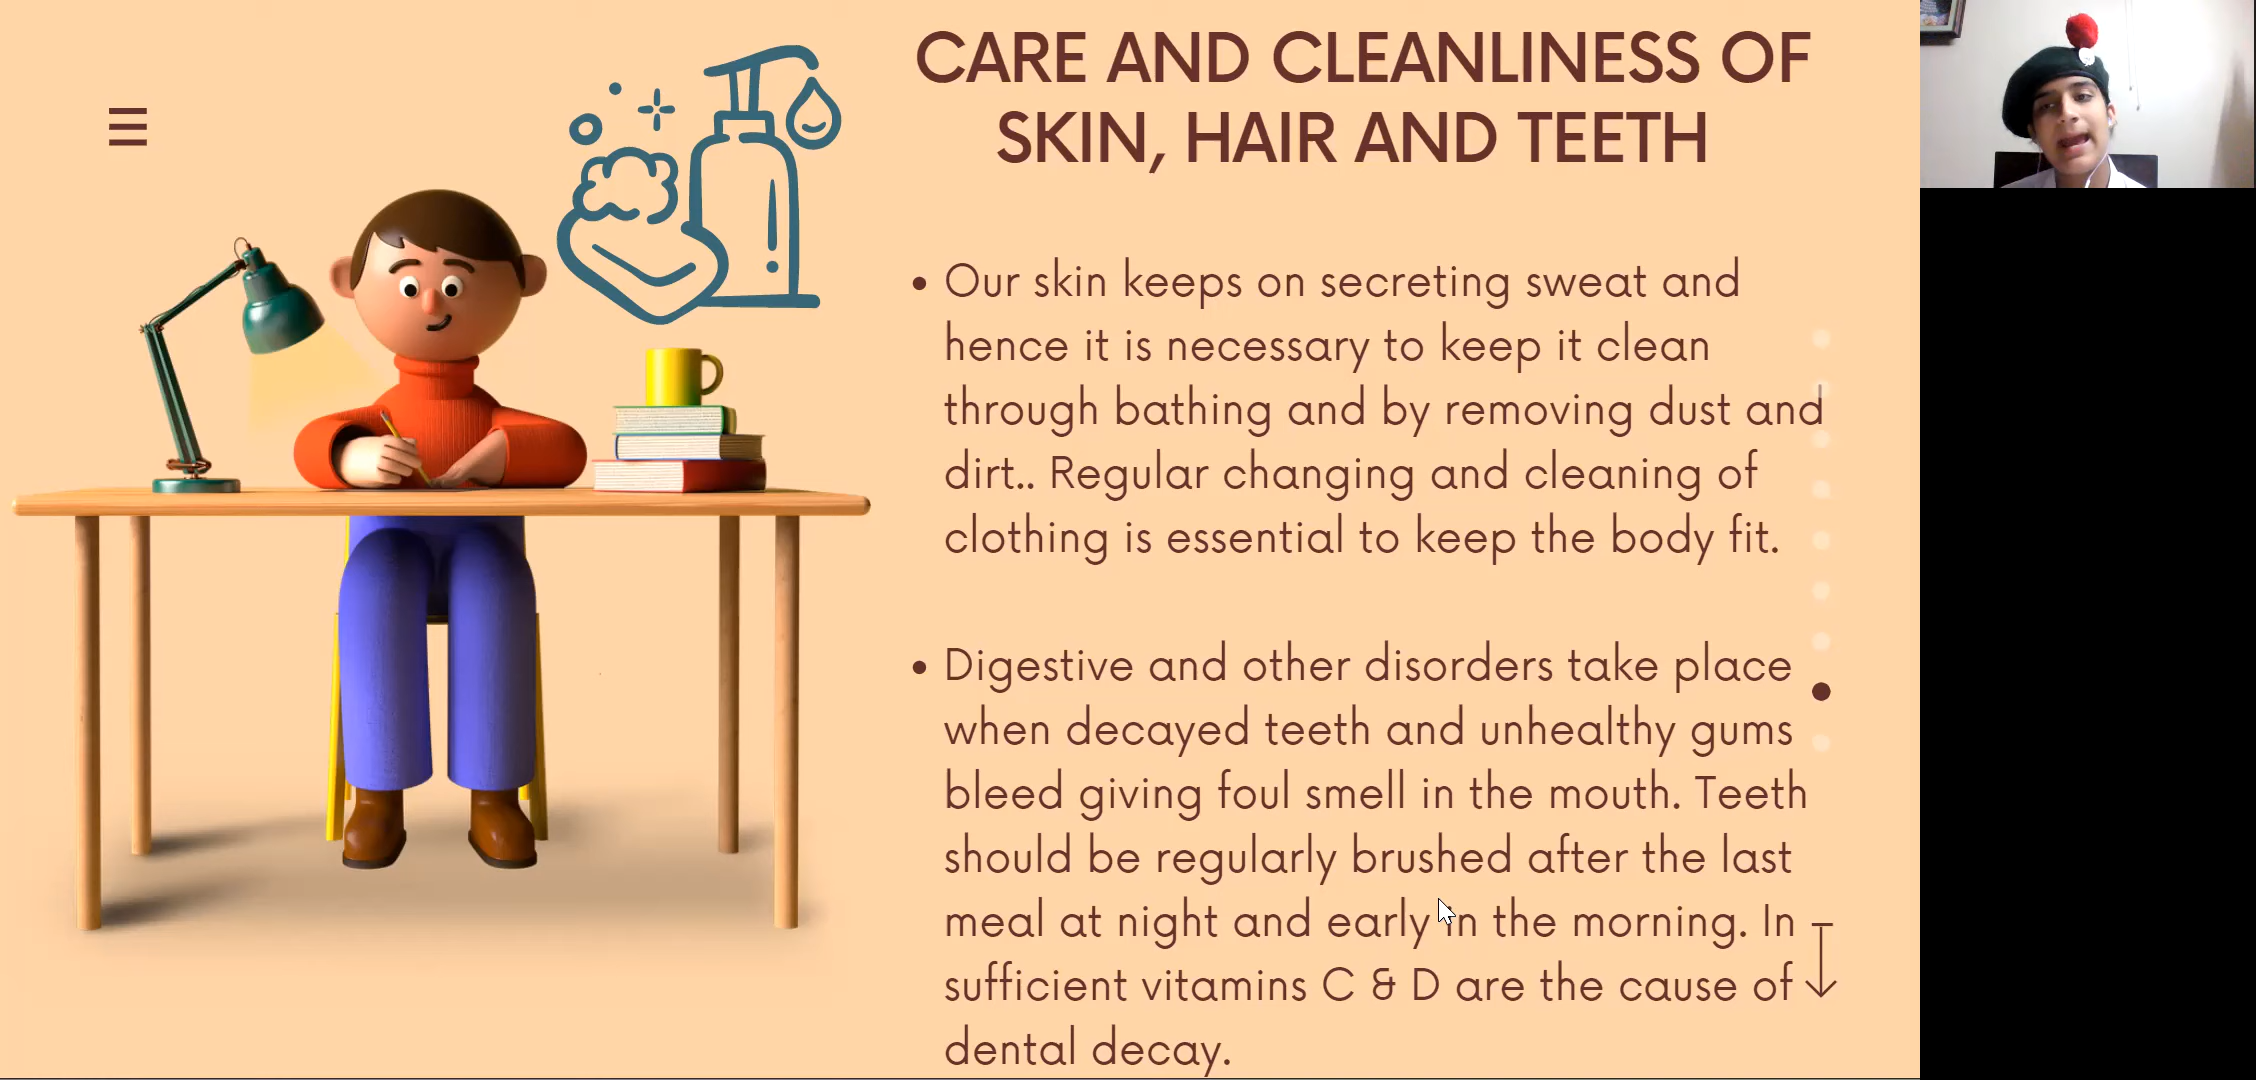 CARE AND CLEANLINESS OF
SKIN, HAIR AND TEETH
• Our skin keeps on secreting sweat and
hence it is necessary to keep it clean
through bathing and by removing dust and
dirt.. Regular changing and cleaning of
clothing is essential to keep the body fit.
• Digestive and other disorders take place
when decayed teeth and unhealthy gums
bleed giving foul smell in the mouth. Teeth
should be regularly brushed after the last
meal at night and early in the morning. In
sufficient vitamins C & D are the cause of
dental decay.